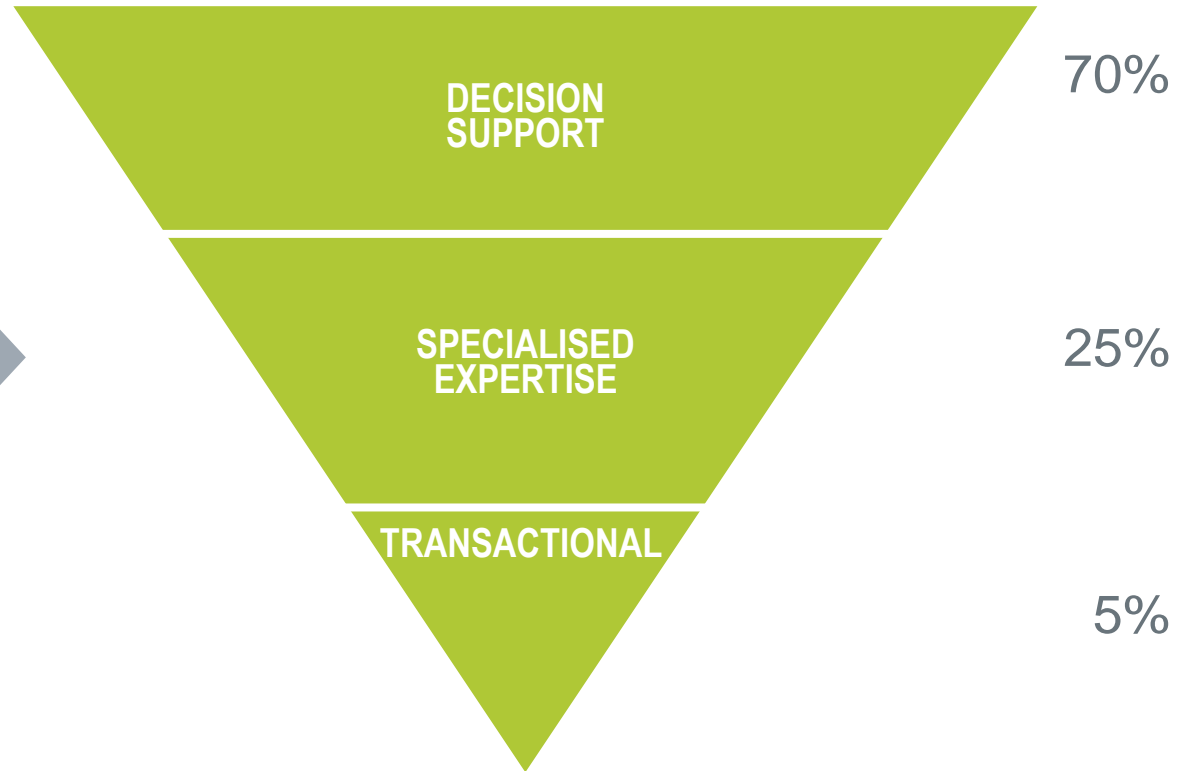 DECISION
SUPPORT
70%
SPECIALISED
EXPERTISE
25%
TRANSACTIONAL
5%